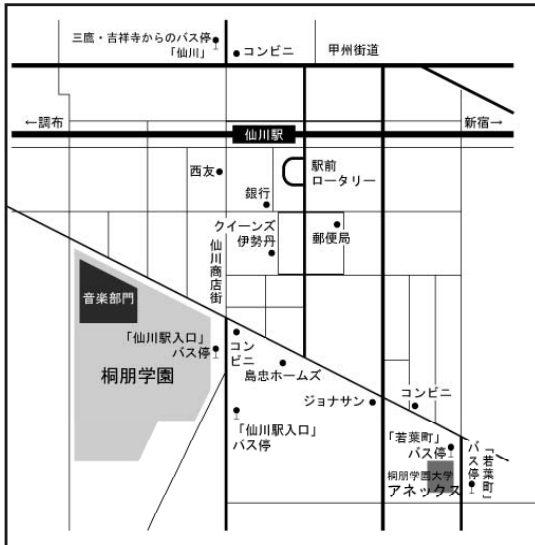 三鷹・吉祥寺からのバス停
「仙川」
コンビニ
甲州街道
←調布
新宿→
仙川駅
西友
駅前
ロータリー
銀行
クイーンズ
伊勢丹
郵便局
仙川商店街
音楽部門
桐朋学園
「仙川駅入口」
バス停
コン
ビニ
島忠ホームズ
ジョナサン
コンビニ
「仙川駅入口」
バス停
「若葉町」
バス停
「若葉町」
バス停
桐朋学園大学
アネックス